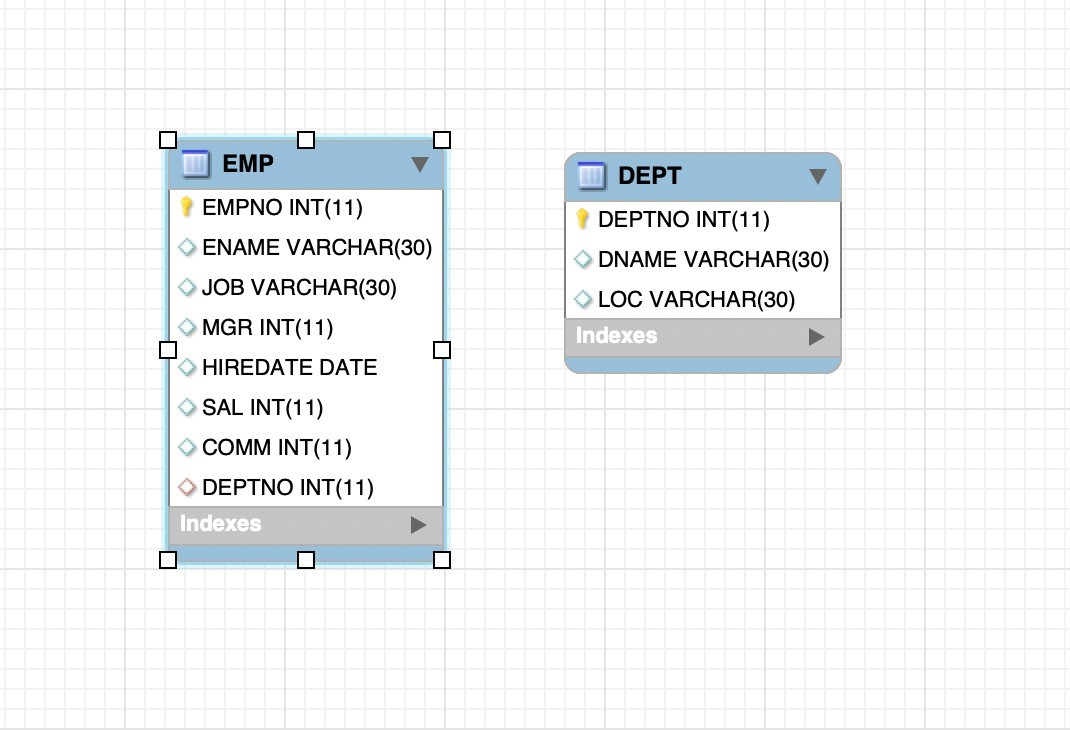 EMP
EMPNO INT(11)
ENAME VARCHAR(30)
JOB VARCHAR(30)
MGR INT(11)
HIREDATE DATE
SAL INT(11)
COMM INT(11)
DEPTNO INT(11)
Indexes
DEPT
DEPTNO INT(11)
DNAME VARCHAR(30)
LOC VARCHAR(30)
Indexes